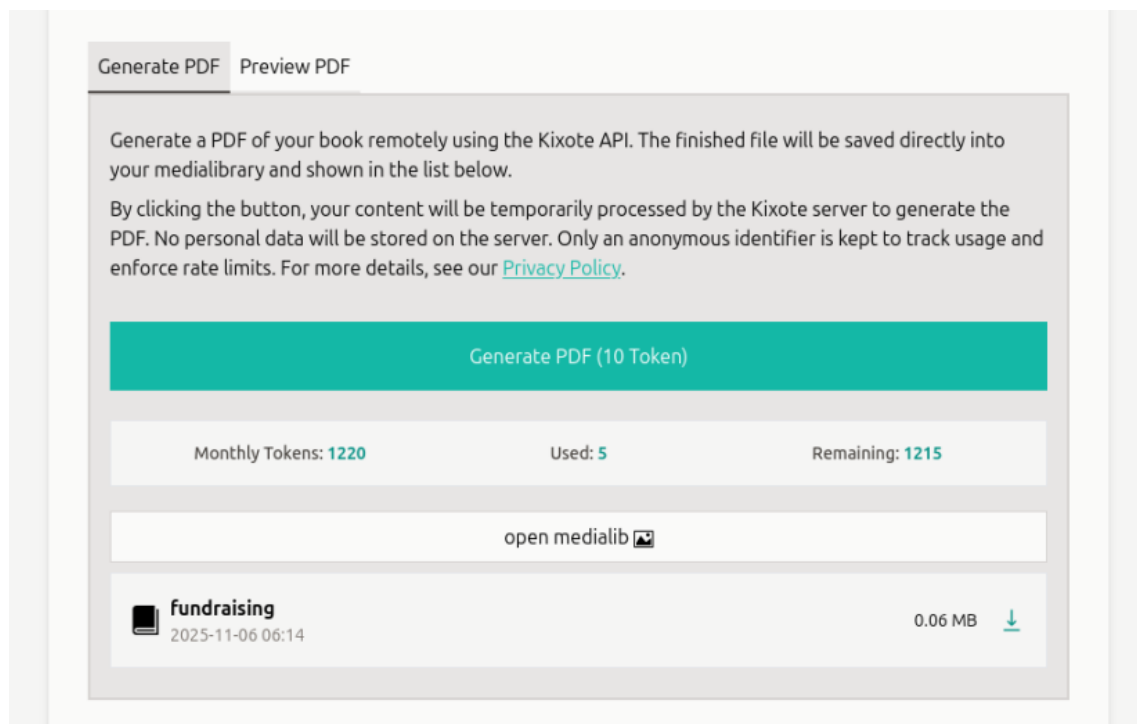 Generate PDF Preview PDF
Generate a PDF of your book remotely using the Kixote API. The finished file will be saved directly into
your medialibrary and shown in the list below.
By clicking the button, your content will be temporarily processed by the Kixote server to generate the
PDF. No personal data will be stored on the server. Only an anonymous identifier is kept to track usage and
enforce rate limits. For more details, see our Privacy Policy.
Generate PDF (10 Token)
Monthly Tokens: 1220 Used: 5 Remaining: 1215
open medialib
fundraising
2025-11-06 06:14
0.06 MB